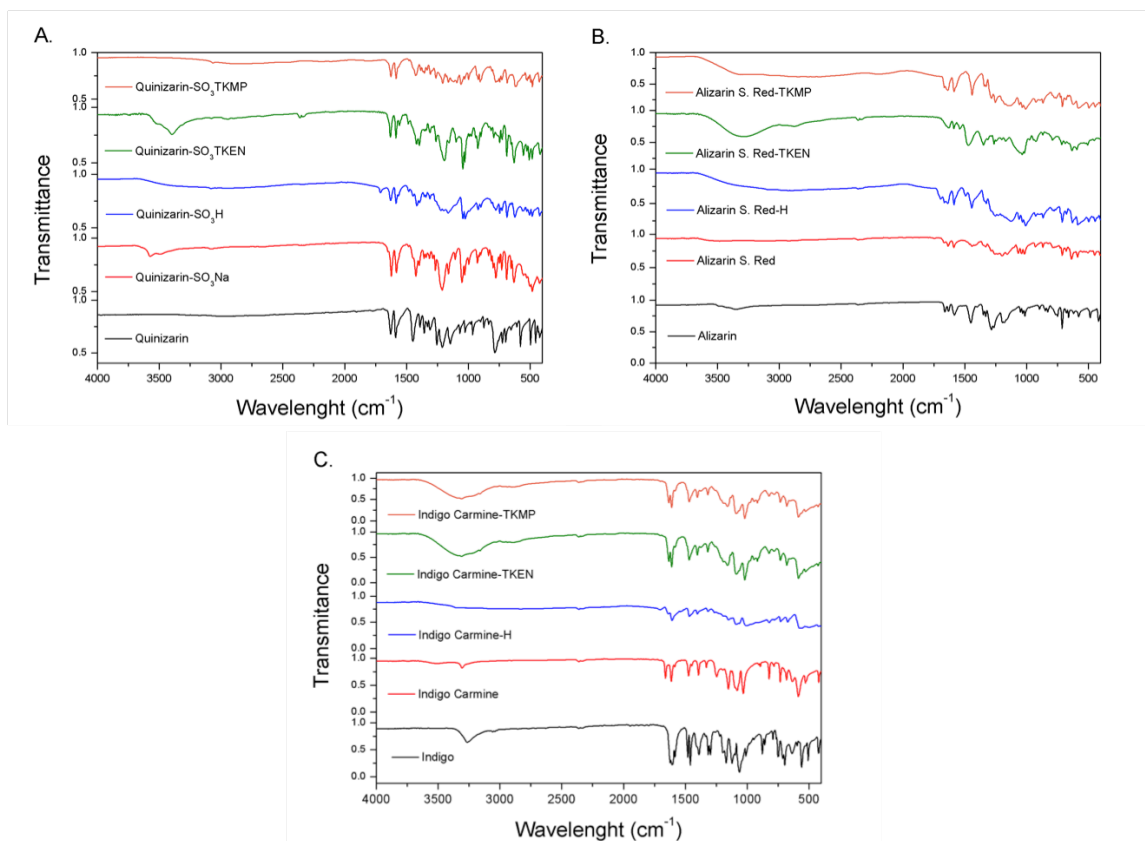 A.
1.0
Quinizarin-SO3TKMP
0.5
1.0
Quinizarin-SO3TKEN
0.5
1.0
Quinizarin-SO3H
0.5
1.0
Quinizarin-SO3Na
0.5
1.0
Quinizarin
0.5
4000 3500 3000 2500 2000 1500 1000 500
Wavelenght (cm-1)
Transmittance
B.
1.0
0.5
Alizarin S. Red-TKMP
1.0
0.5
Alizarin S. Red-TKEN
1.0
0.5
Alizarin S. Red-H
1.0
0.5
Alizarin S. Red
1.0
0.5
Alizarin
0.0
4000 3500 3000 2500 2000 1500 1000 500
Wavelenght (cm-1)
Transmittance
C.
1.0
0.5
0.0
Indigo Carmine-TKMP
1.0
0.5
0.0
Indigo Carmine-TKEN
1.0
0.5
0.0
Indigo Carmine-H
1.0
0.5
0.0
Indigo Carmine
1.0
0.5
0.0
Indigo
4000 3500 3000 2500 2000 1500 1000 500
Wavelenght (cm-1)
Transmitance